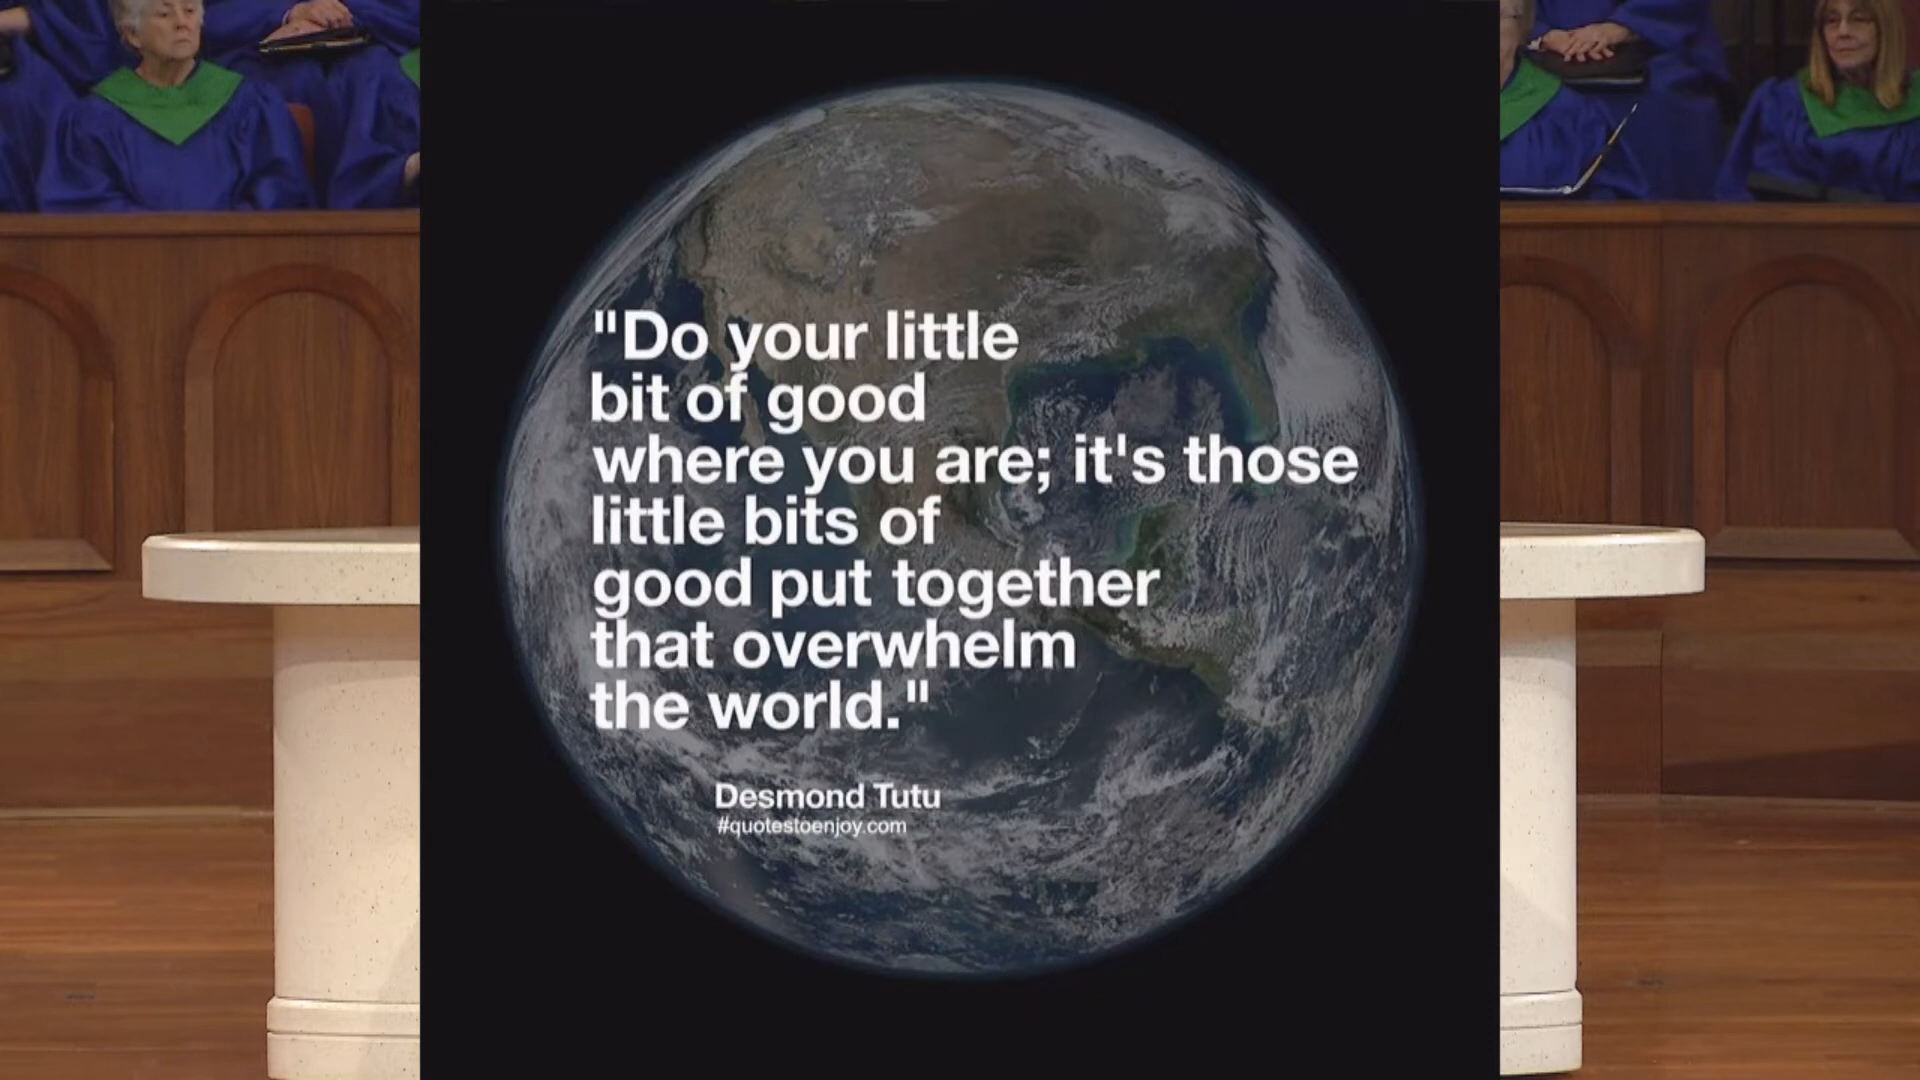 "Do your little
bit of good
where you are; it's those
little bits of
good put together
that overwhelm
the world."
Desmond Tutu
#quotestoenjoy.com